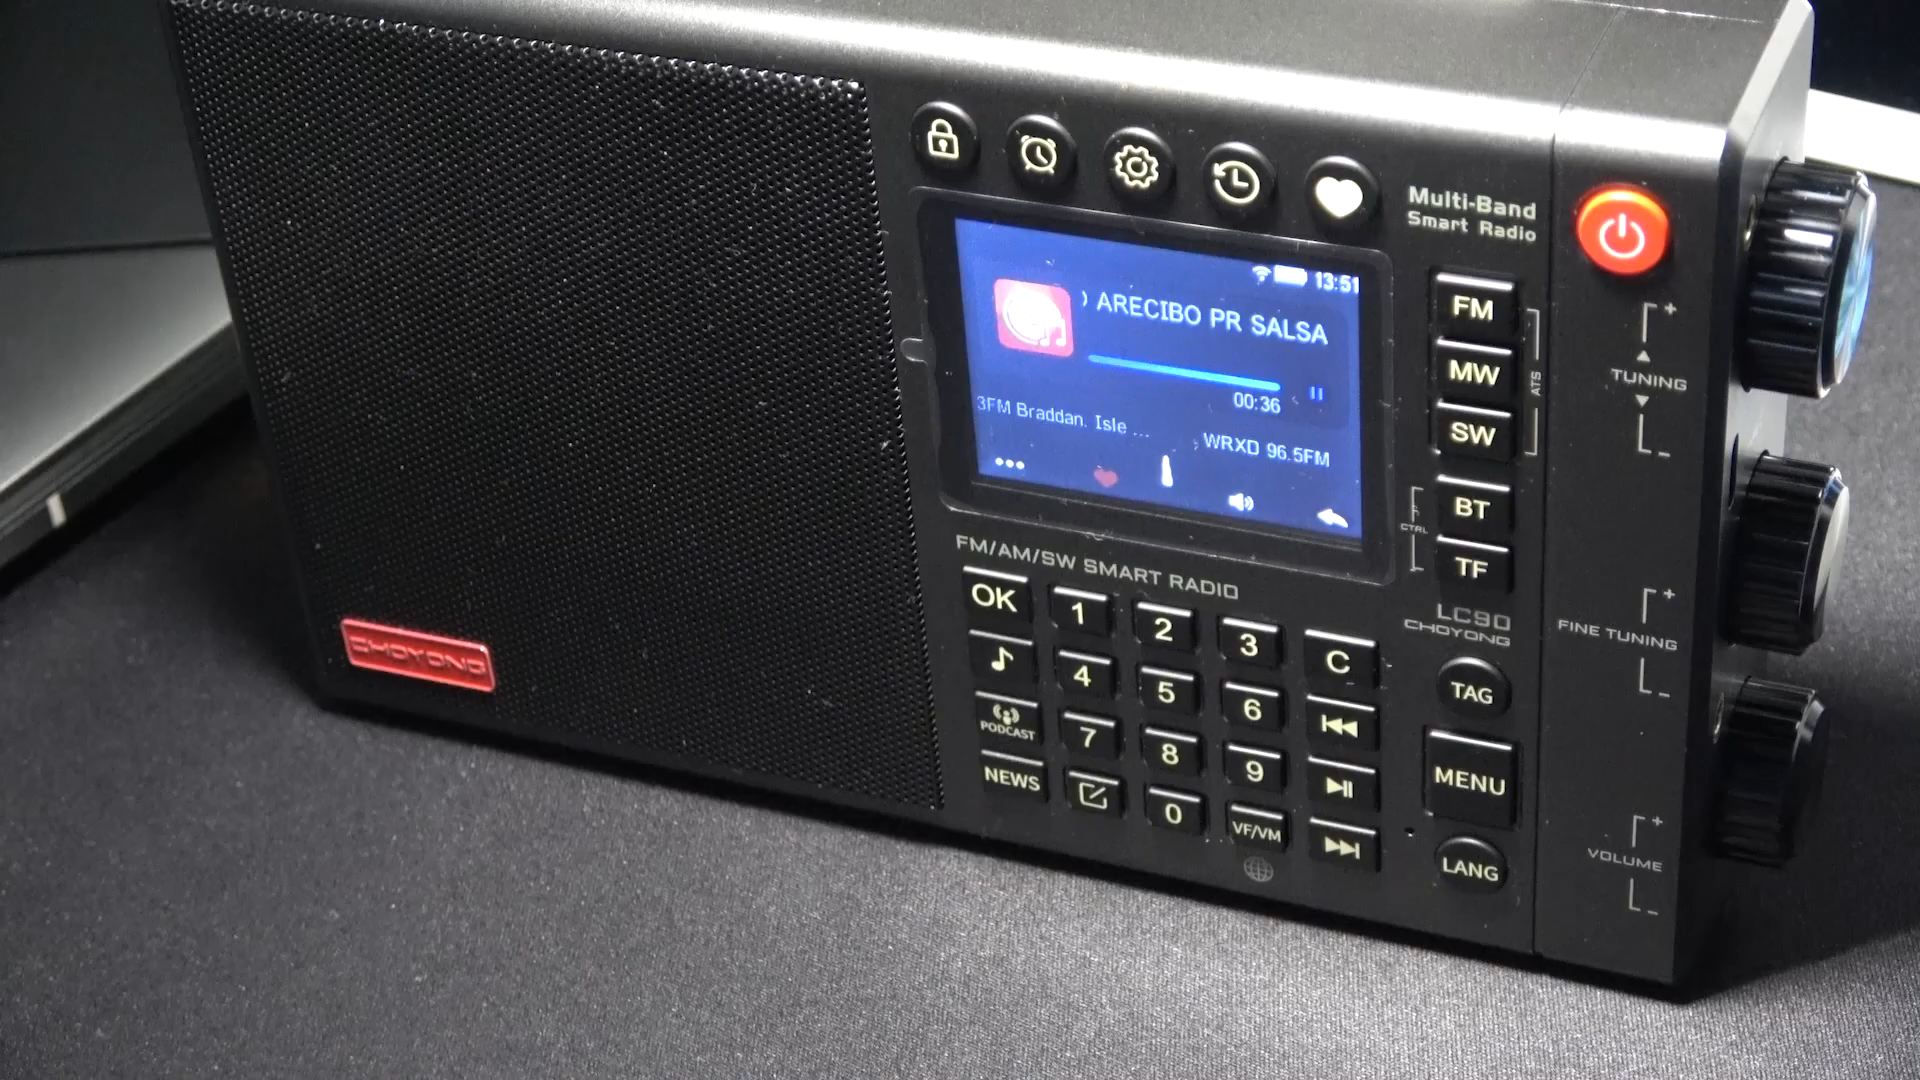 Multi-Band
Smart Radio
13:51
) ARECIBO PR SALSA
00:36
3FM Braddan. Isle ...
WRXD 96.5FM
FM
MW
SW
ATS
BT
TF
CTRL
TUNING
+
-
FINE TUNING
+
-
VOLUME
+
-
FM/AM/SW SMART RADIO
LC90
CHOYONG
CHOYONG
OK
1
2
3
C
4
5
6
PODCAST
7
8
9
NEWS
0
VF/VM
TAG
MENU
LANG